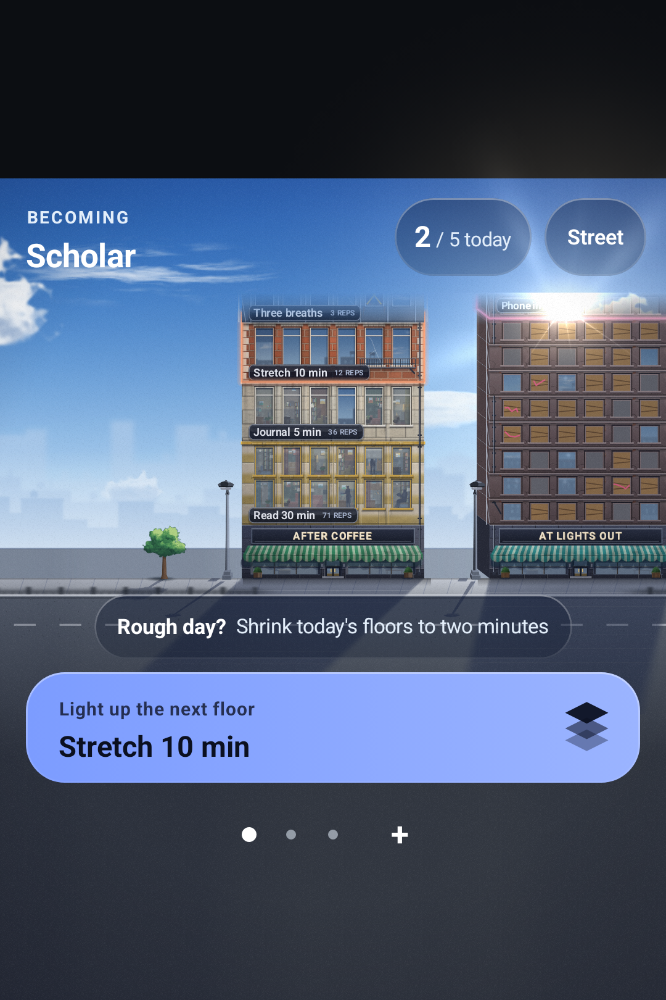 BECOMING
Scholar
2 / 5 today
Street
Three breaths 3 REPS
Phone
Stretch 10 min 12 REPS
Journal 5 min 36 REPS
Read 30 min 71 REPS
AFTER COFFEE
AT LIGHTS OUT
Rough day? Shrink today's floors to two minutes
Light up the next floor
Stretch 10 min
+